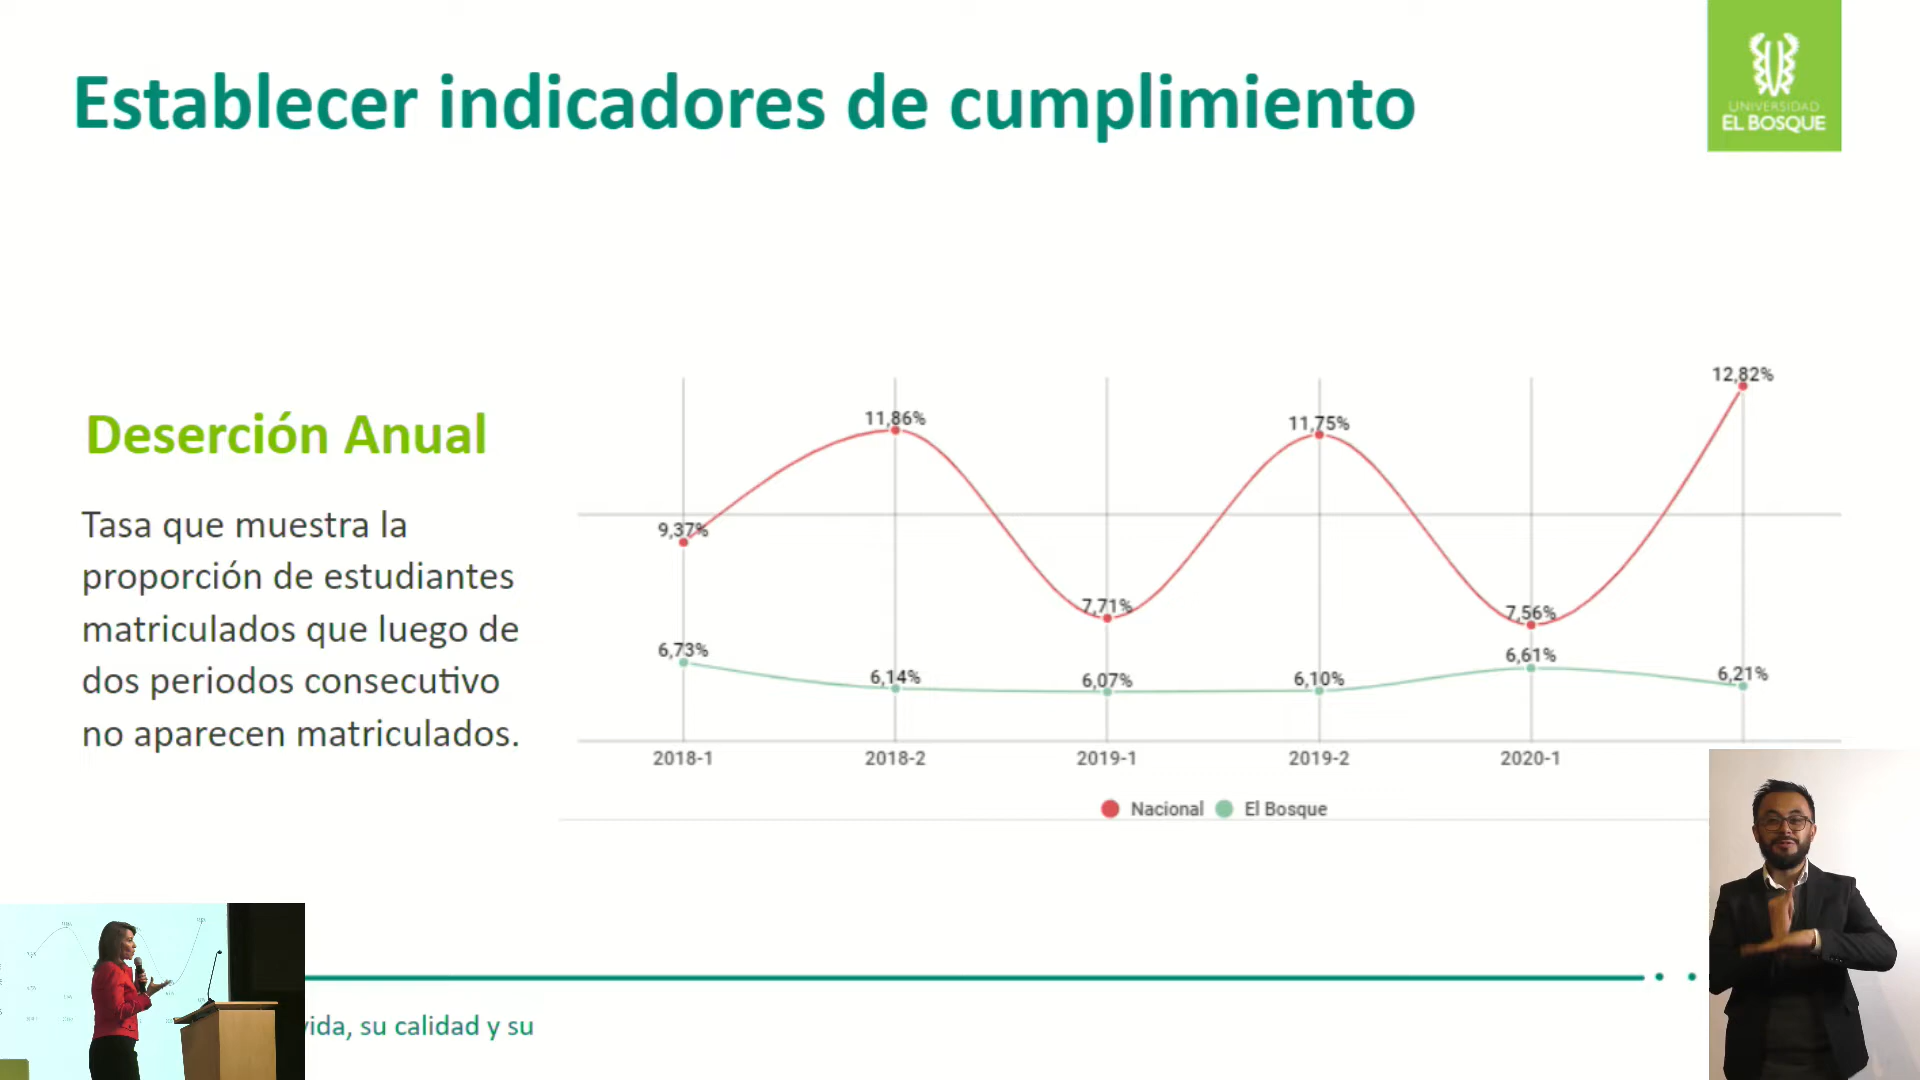 Establecer indicadores de cumplimiento
UNIVERSIDAD
EL BOSQUE
Deserción Anual
Tasa que muestra la
proporción de estudiantes
matriculados que luego de
dos periodos consecutivo
no aparecen matriculados.
12,82%
11,86%
11,75%
9,37%
7,71%
7,56%
6,73%
6,14%
6,07%
6,10%
6,61%
6,21%
2018-1
2018-2
2019-1
2019-2
2020-1
Nacional
El Bosque
vida, su calidad y su